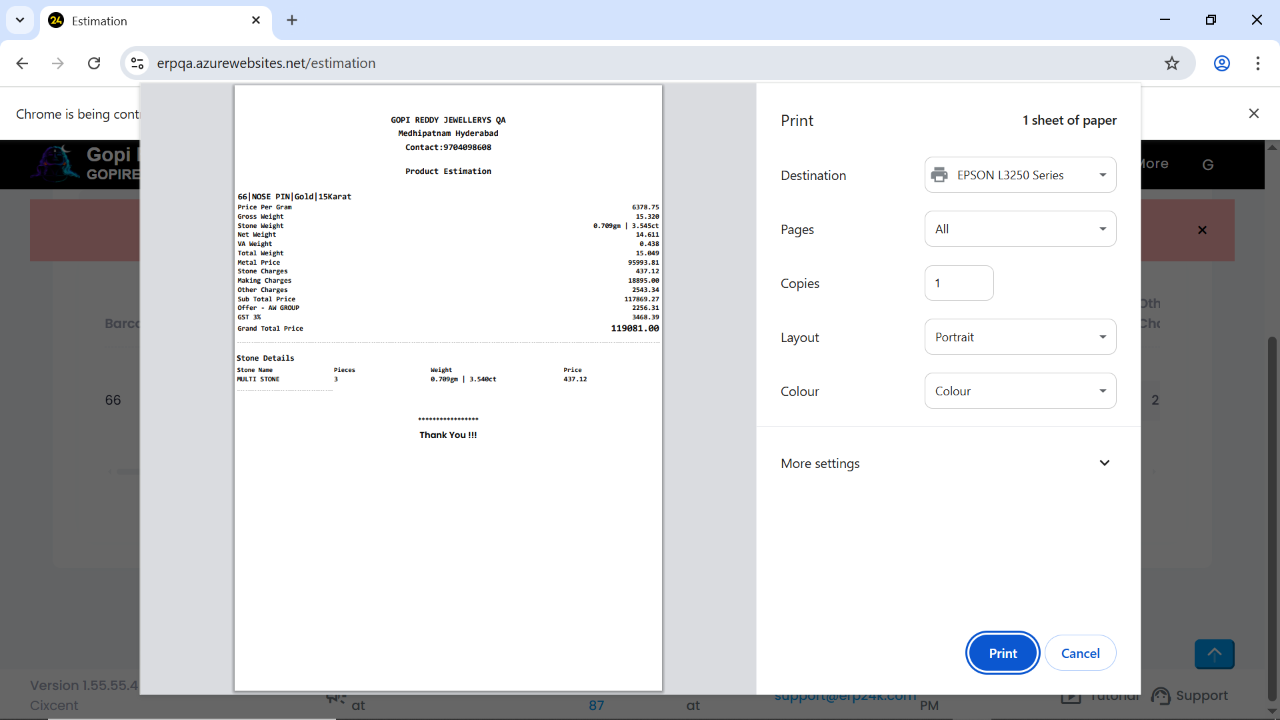 24 Estimation
erpqa.azurewebsites.net/estimation
Chrome is being cont
Gopi
GOPIRE
More G
GOPI REDDY JEWELLERYS QA
Medhipatnam Hyderabad
Contact:9704098608
Product Estimation
66|NOSE PIN|Gold|15Karat
Price Per Gram 6378.75
Gross Weight 15.320
Stone Weight 0.709gm | 3.545ct
Net Weight 14.611
VA Weight 0.438
Total Weight 15.049
Metal Price 95993.81
Stone Charges 437.12
Making Charges 18895.00
Other Charges 2543.34
Sub Total Price 117869.27
Offer - AW GROUP 2256.31
GST 3% 3468.39
Grand Total Price 119081.00
Stone Details
Stone Name Pieces Weight Price
MULTI STONE 3 0.709gm | 3.540ct 437.12
*****************
Thank You !!!
Print 1 sheet of paper
Destination EPSON L3250 Series
Pages All
Copies 1
Layout Portrait
Colour Colour
More settings
Print Cancel
Barco
Oth
Cha
66
2
Version 1.55.55.4
Cixcent
at
87
at
support@erp24k.com
PM
Tutorial
Support